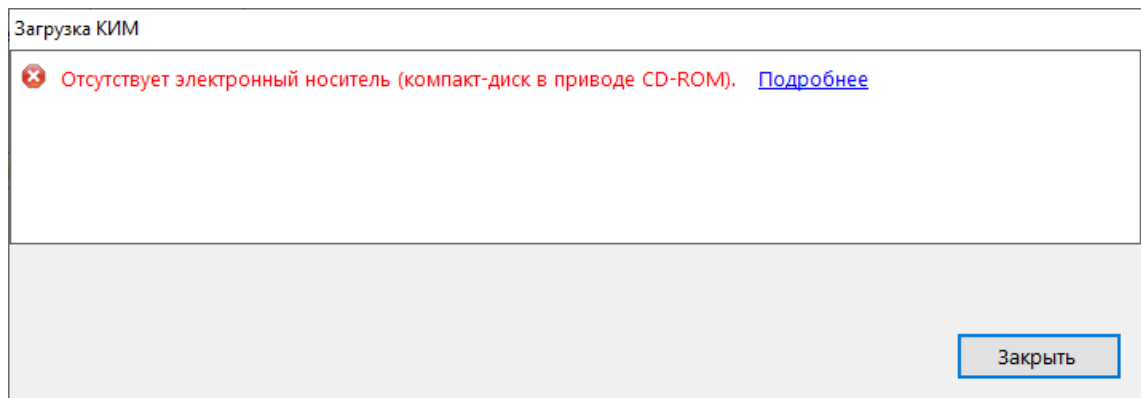 Загрузка КИМ
Отсутствует электронный носитель (компакт-диск в приводе CD-ROM). Подробнее
Закрыть